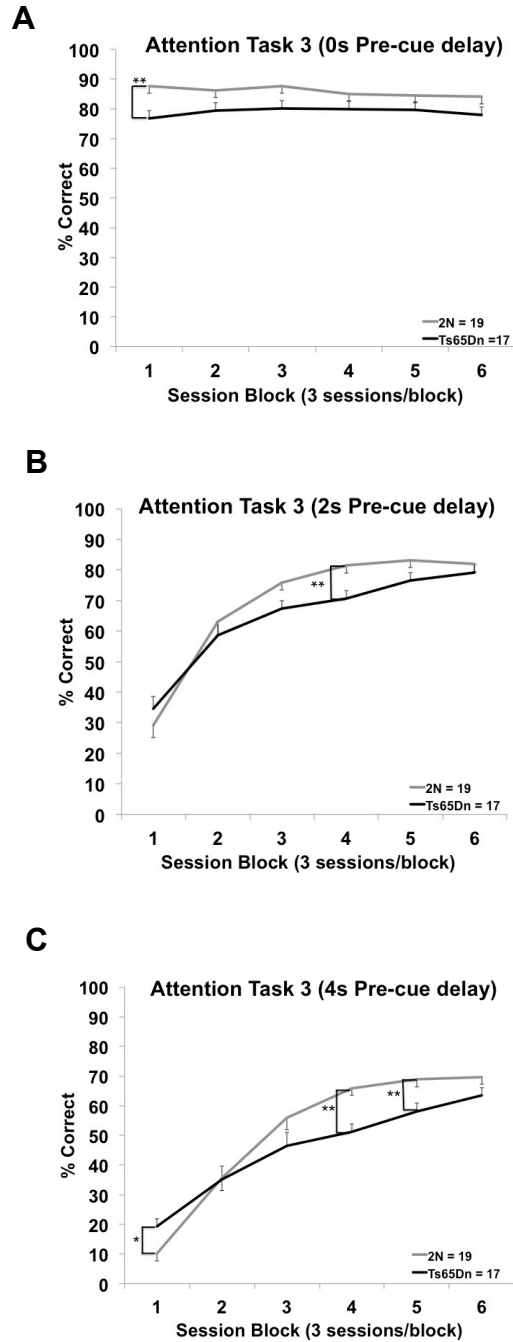 A
Attention Task 3 (0s Pre-cue delay)
100
90
80
70
60
50
40
30
20
10
0
% Correct
**
2N = 19
Ts65Dn =17
1 2 3 4 5 6
Session Block (3 sessions/block)
B
Attention Task 3 (2s Pre-cue delay)
100
90
80
70
60
50
40
30
20
10
0
% Correct
**
2N = 19
Ts65Dn = 17
1 2 3 4 5 6
Session Block (3 sessions/block)
C
Attention Task 3 (4s Pre-cue delay)
100
90
80
70
60
50
40
30
20
10
0
% Correct
*
**
**
2N = 19
Ts65Dn = 17
1 2 3 4 5 6
Session Block (3 sessions/block)